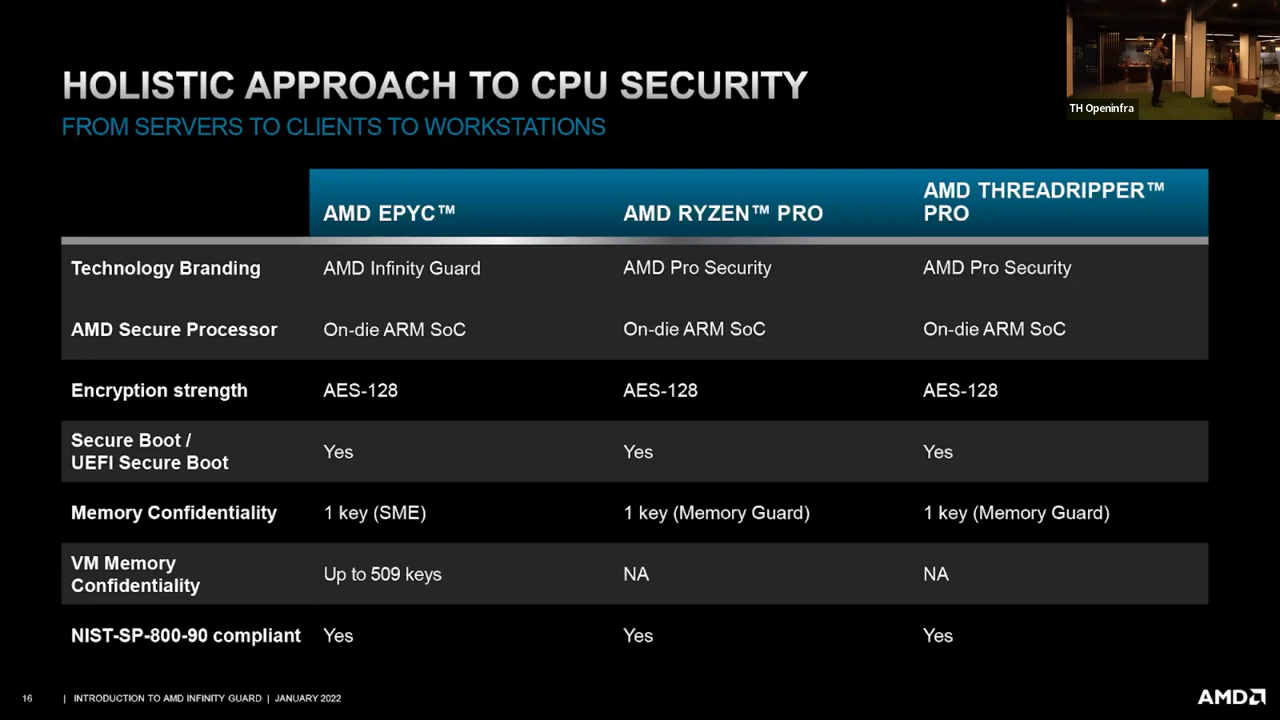 HOLISTIC APPROACH TO CPU SECURITY
FROM SERVERS TO CLIENTS TO WORKSTATIONS
TH Openinfra
AMD EPYC™ AMD RYZEN™ PRO AMD THREADRIPPER™
PRO
Technology Branding AMD Infinity Guard AMD Pro Security AMD Pro Security
AMD Secure Processor On-die ARM SoC On-die ARM SoC On-die ARM SoC
Encryption strength AES-128 AES-128 AES-128
Secure Boot /
UEFI Secure Boot Yes Yes Yes
Memory Confidentiality 1 key (SME) 1 key (Memory Guard) 1 key (Memory Guard)
VM Memory
Confidentiality Up to 509 keys NA NA
NIST-SP-800-90 compliant Yes Yes Yes
16 | INTRODUCTION TO AMD INFINITY GUARD | JANUARY 2022
AMD